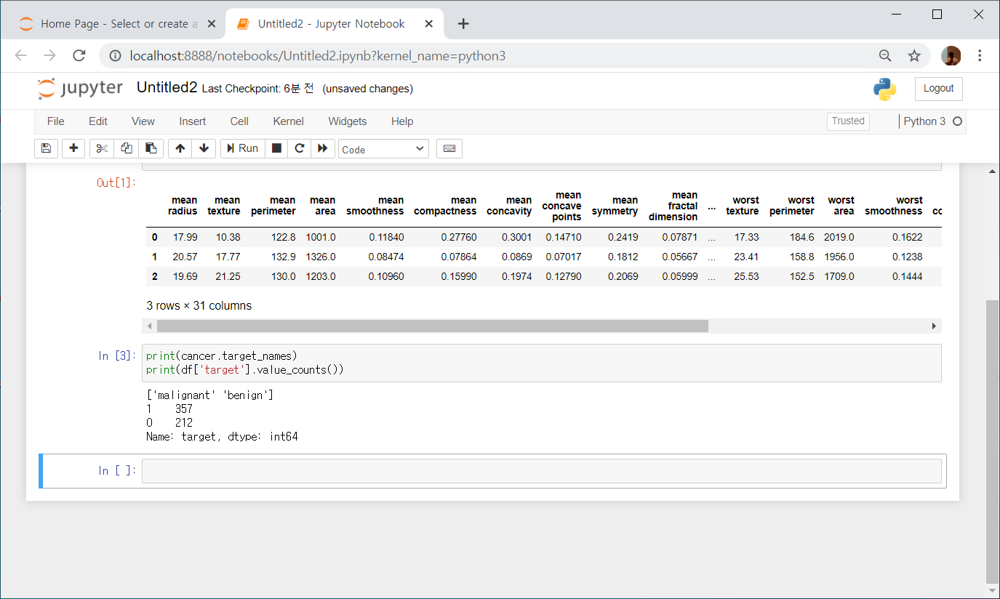 Home Page - Select or create a
Untitled2 - Jupyter Notebook
localhost:8888/notebooks/Untitled2.ipynb?kernel_name=python3
jupyter Untitled2 Last Checkpoint: 6분 전 (unsaved changes)
Logout
File Edit View Insert Cell Kernel Widgets Help
Trusted
Python 3
Run
Code
Out[1]:
mean radius mean texture mean perimeter mean area mean smoothness mean compactness mean concavity mean concave points mean symmetry mean fractal dimension ... worst texture worst perimeter worst area worst smoothness co
0 17.99 10.38 122.8 1001.0 0.11840 0.27760 0.3001 0.14710 0.2419 0.07871 ... 17.33 184.6 2019.0 0.1622
1 20.57 17.77 132.9 1326.0 0.08474 0.07864 0.0869 0.07017 0.1812 0.05667 ... 23.41 158.8 1956.0 0.1238
2 19.69 21.25 130.0 1203.0 0.10960 0.15990 0.1974 0.12790 0.2069 0.05999 ... 25.53 152.5 1709.0 0.1444
3 rows × 31 columns
In [3]:
print(cancer.target_names)
print(df['target'].value_counts())
['malignant' 'benign']
1 357
0 212
Name: target, dtype: int64
In [ ]: